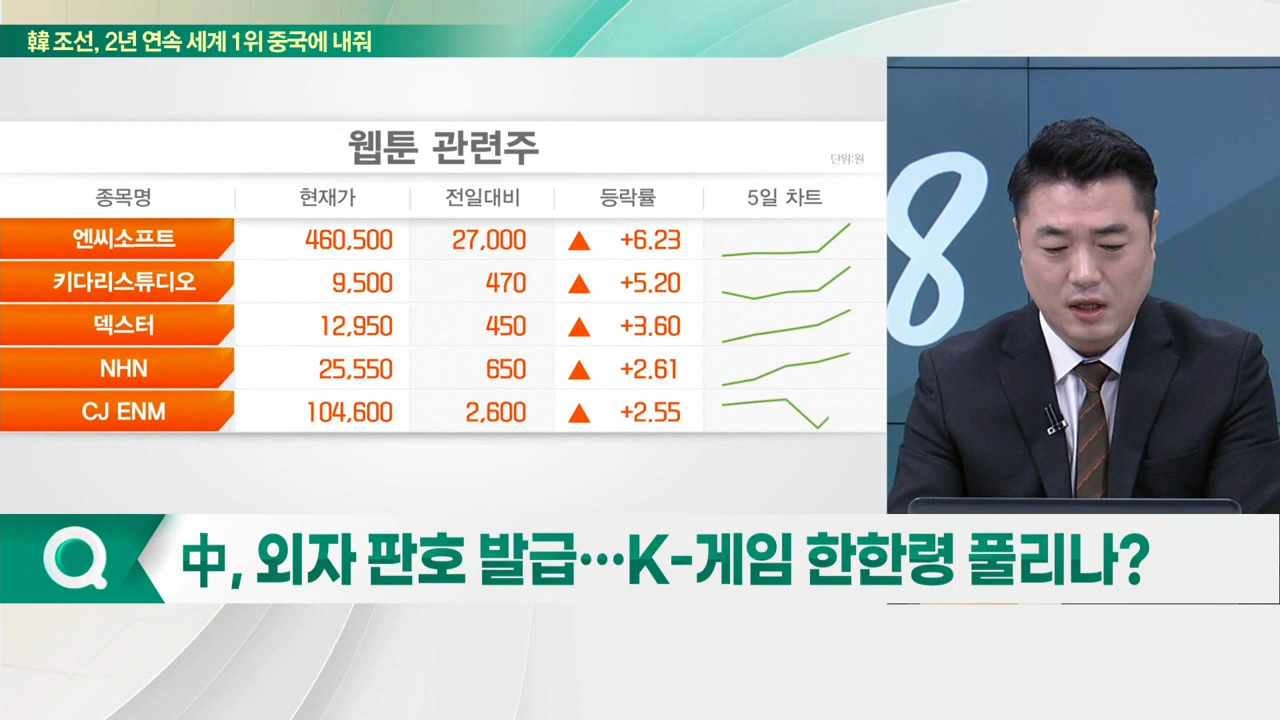 韓 조선, 2년 연속 세계 1위 중국에 내줘
웹툰 관련주
단위:원
종목명 현재가 전일대비 등락률 5일 차트
엔씨소프트 460,500 27,000 ▲ +6.23
키다리스튜디오 9,500 470 ▲ +5.20
덱스터 12,950 450 ▲ +3.60
NHN 25,550 650 ▲ +2.61
CJ ENM 104,600 2,600 ▲ +2.55
8
Q 中, 외자 판호 발급…K-게임 한한령 풀리나?